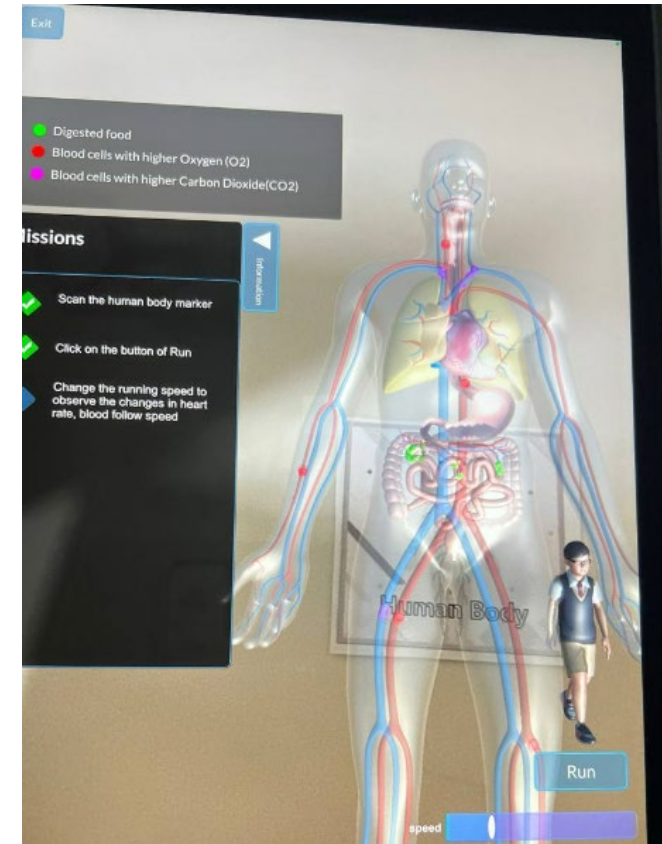 Exit
Digested food
Blood cells with higher Oxygen (O2)
Blood cells with higher Carbon Dioxide(CO2)
lissions
Information
Scan the human body marker
Click on the button of Run
Change the running speed to
observe the changes in heart
rate, blood follow speed
Human Body
Run
speed